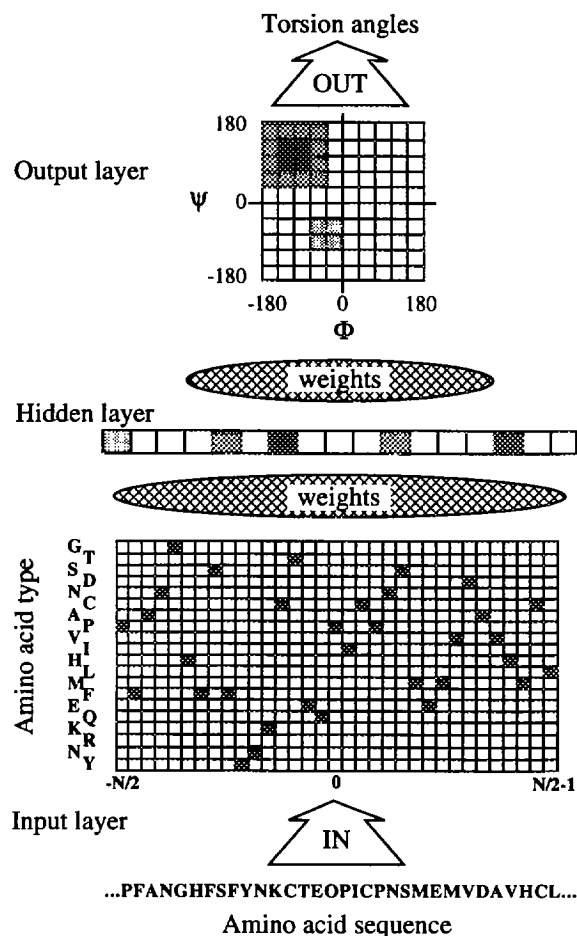 Torsion angles
OUT
Output layer
180
Ψ 0
-180
-180 0 180
Φ
weights
Hidden layer
weights
Amino acid type
G
T
S
D
N
C
A
P
V
I
H
L
M
F
E
Q
K
R
N
Y
-N/2 0 N/2-1
Input layer
IN
...PFANGHFSFYNKCTEOPICPNSMEMVDAVHCL...
Amino acid sequence